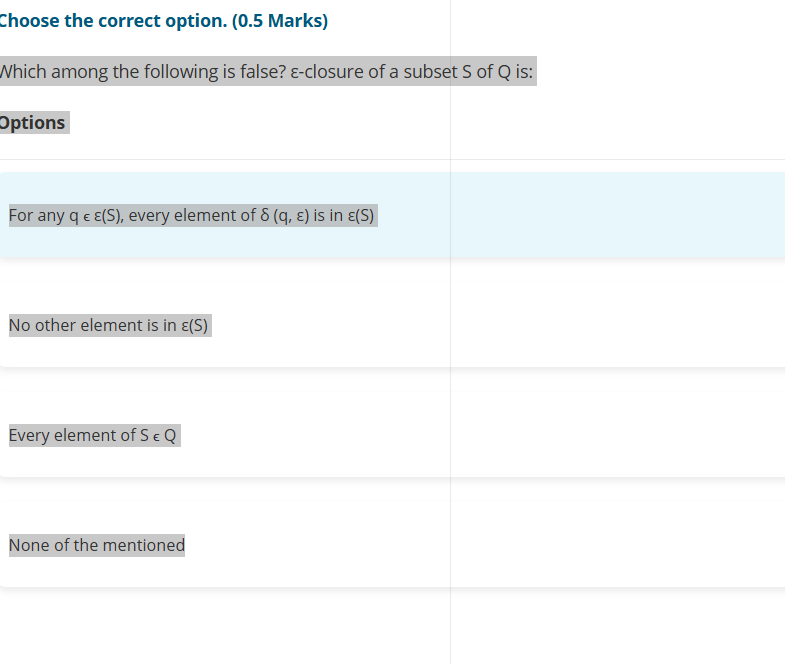 Choose the correct option. (0.5 Marks)
Which among the following is false? ε-closure of a subset S of Q is:
Options
For any q ϵ ε(S), every element of δ (q, ε) is in ε(S)
No other element is in ε(S)
Every element of S ϵ Q
None of the mentioned